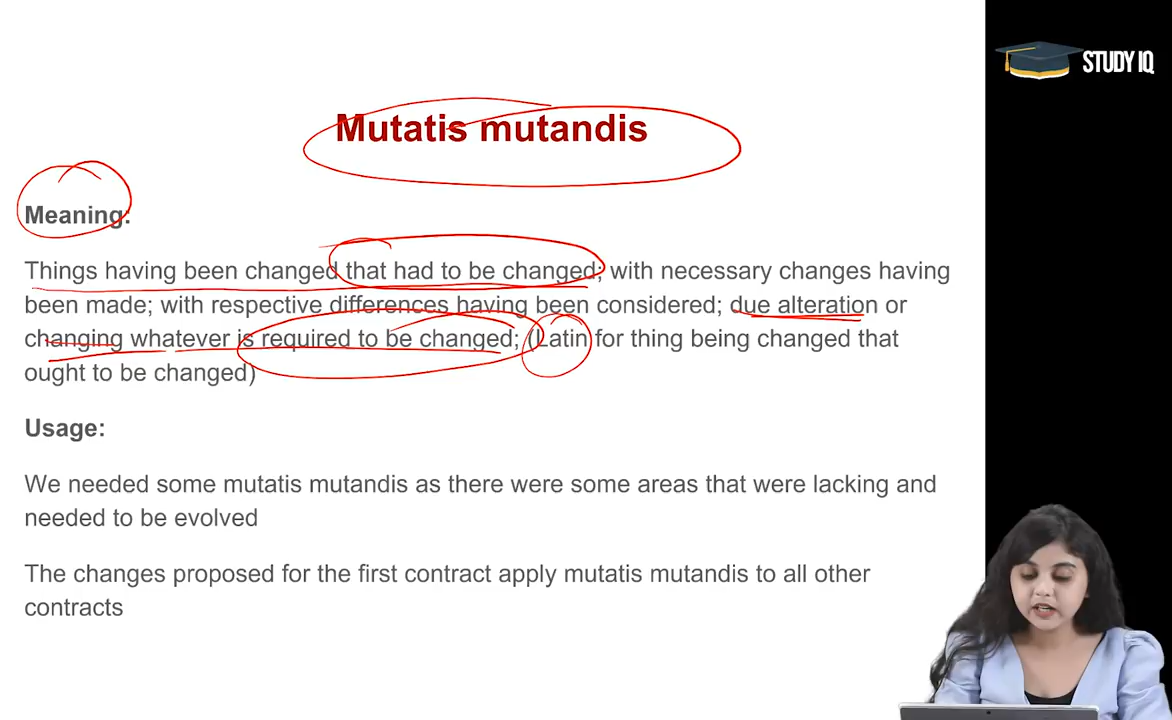 STUDY IQ
Mutatis mutandis
Meaning:
Things having been changed that had to be changed; with necessary changes having
been made; with respective differences having been considered; due alteration or
changing whatever is required to be changed; (Latin for thing being changed that
ought to be changed)
Usage:
We needed some mutatis mutandis as there were some areas that were lacking and
needed to be evolved
The changes proposed for the first contract apply mutatis mutandis to all other
contracts